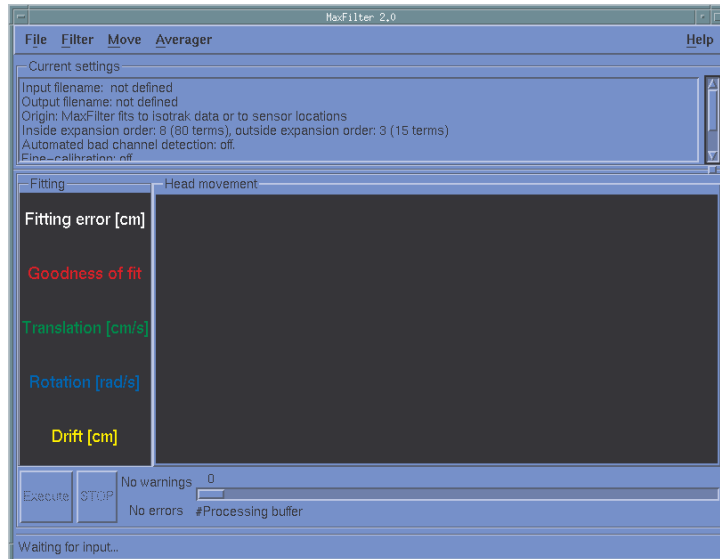 MaxFilter 2.0
File Filter Move Averager Help
Current settings
Input filename: not defined
Output filename: not defined
Origin: MaxFilter fits to isotrak data or to sensor locations
Inside expansion order: 8 (80 terms), outside expansion order: 3 (15 terms)
Automated bad channel detection: off.
Fine-calibration: off
Fitting Head movement
Fitting error [cm]
Goodness of fit
Translation [cm/s]
Rotation [rad/s]
Drift [cm]
Execute STOP No warnings 0
No errors #Processing buffer
Waiting for input...